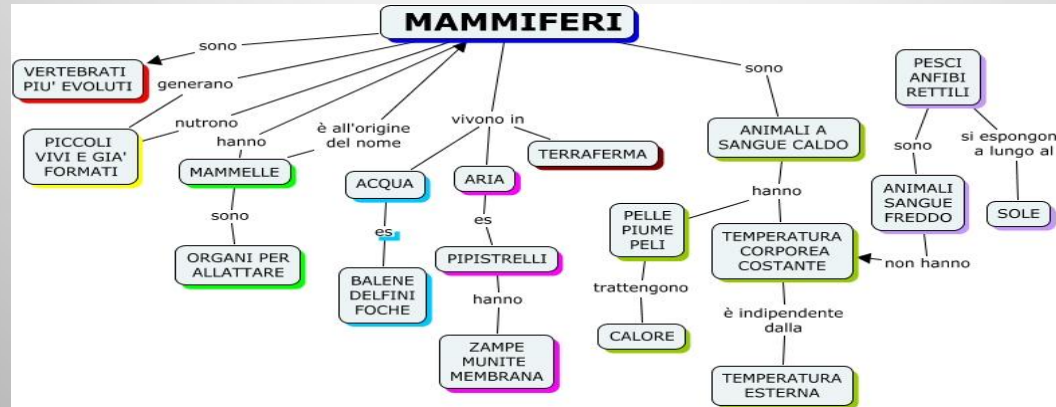 MAMMIFERI
sono
VERTEBRATI
PIU' EVOLUTI
generano
nutrono
PICCOLI
VIVI E GIA'
FORMATI
hanno
MAMMELLE
è all'origine
del nome
sono
ORGANI PER
ALLATTARE
vivono in
ACQUA
es
BALENE
DELFINI
FOCHE
ARIA
es
PIPISTRELLI
hanno
ZAMPE
MUNITE
MEMBRANA
TERRAFERMA
sono
ANIMALI A
SANGUE CALDO
hanno
PELLE
PIUME
PELI
trattengono
CALORE
TEMPERATURA
CORPOREA
COSTANTE
è indipendente
dalla
TEMPERATURA
ESTERNA
PESCI
ANFIBI
RETTILI
sono
ANIMALI
SANGUE
FREDDO
non hanno
si espongon
a lungo al
SOLE